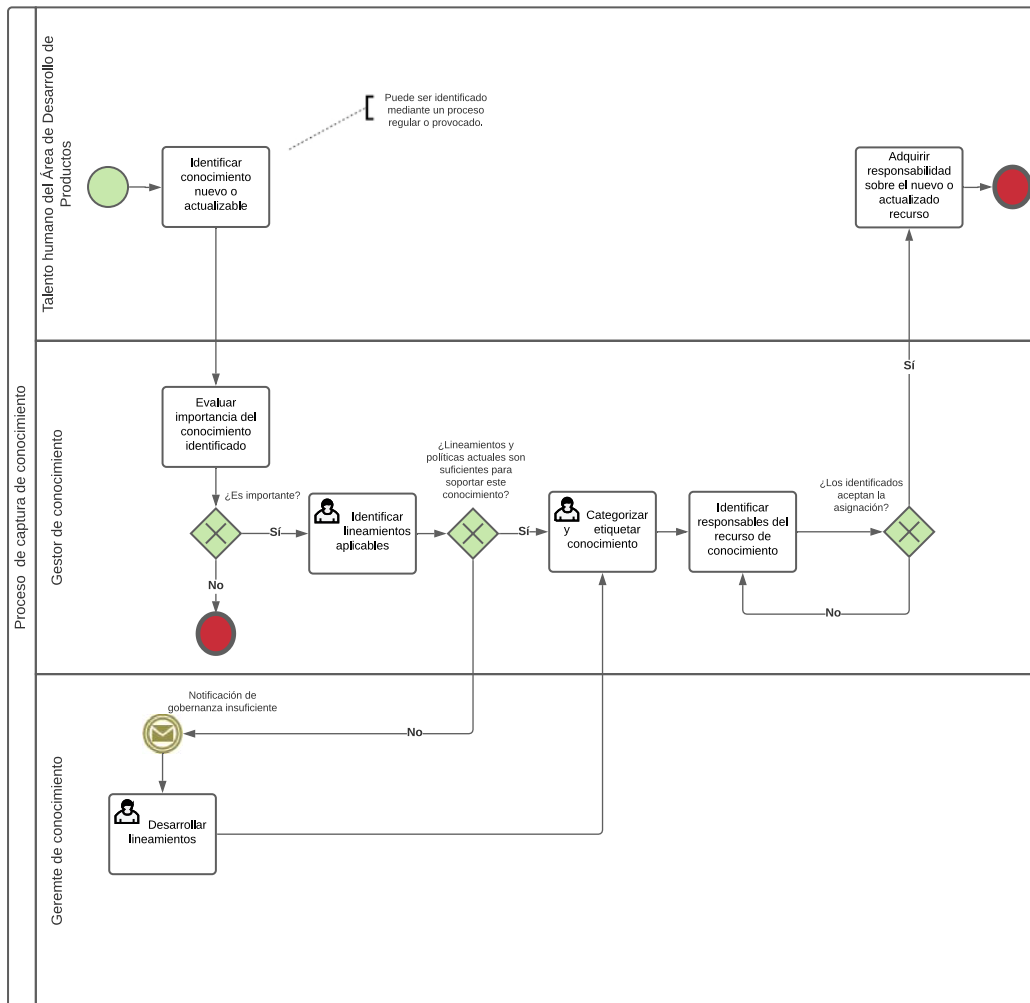 Proceso de captura de conocimiento
Talento humano del Área de Desarrollo de
Productos
Puede ser identificado
mediante un proceso
regular o provocado.
Identificar
conocimiento
nuevo o
actualizable
Adquirir
responsabilidad
sobre el nuevo o
actualizado
recurso
Gestor de conocimiento
Evaluar
importancia del
conocimiento
identificado
¿Es importante?
Sí
No
Identificar
lineamientos
aplicables
¿Lineamientos y
políticas actuales son
suficientes para
soportar este
conocimiento?
Sí
Categorizar
y etiquetar
conocimiento
Identificar
responsables del
recurso de
conocimiento
¿Los identificados
aceptan la
asignación?
Sí
No
Geremte de conocimiento
Notificación de
gobernanza insuficiente
No
Desarrollar
lineamientos